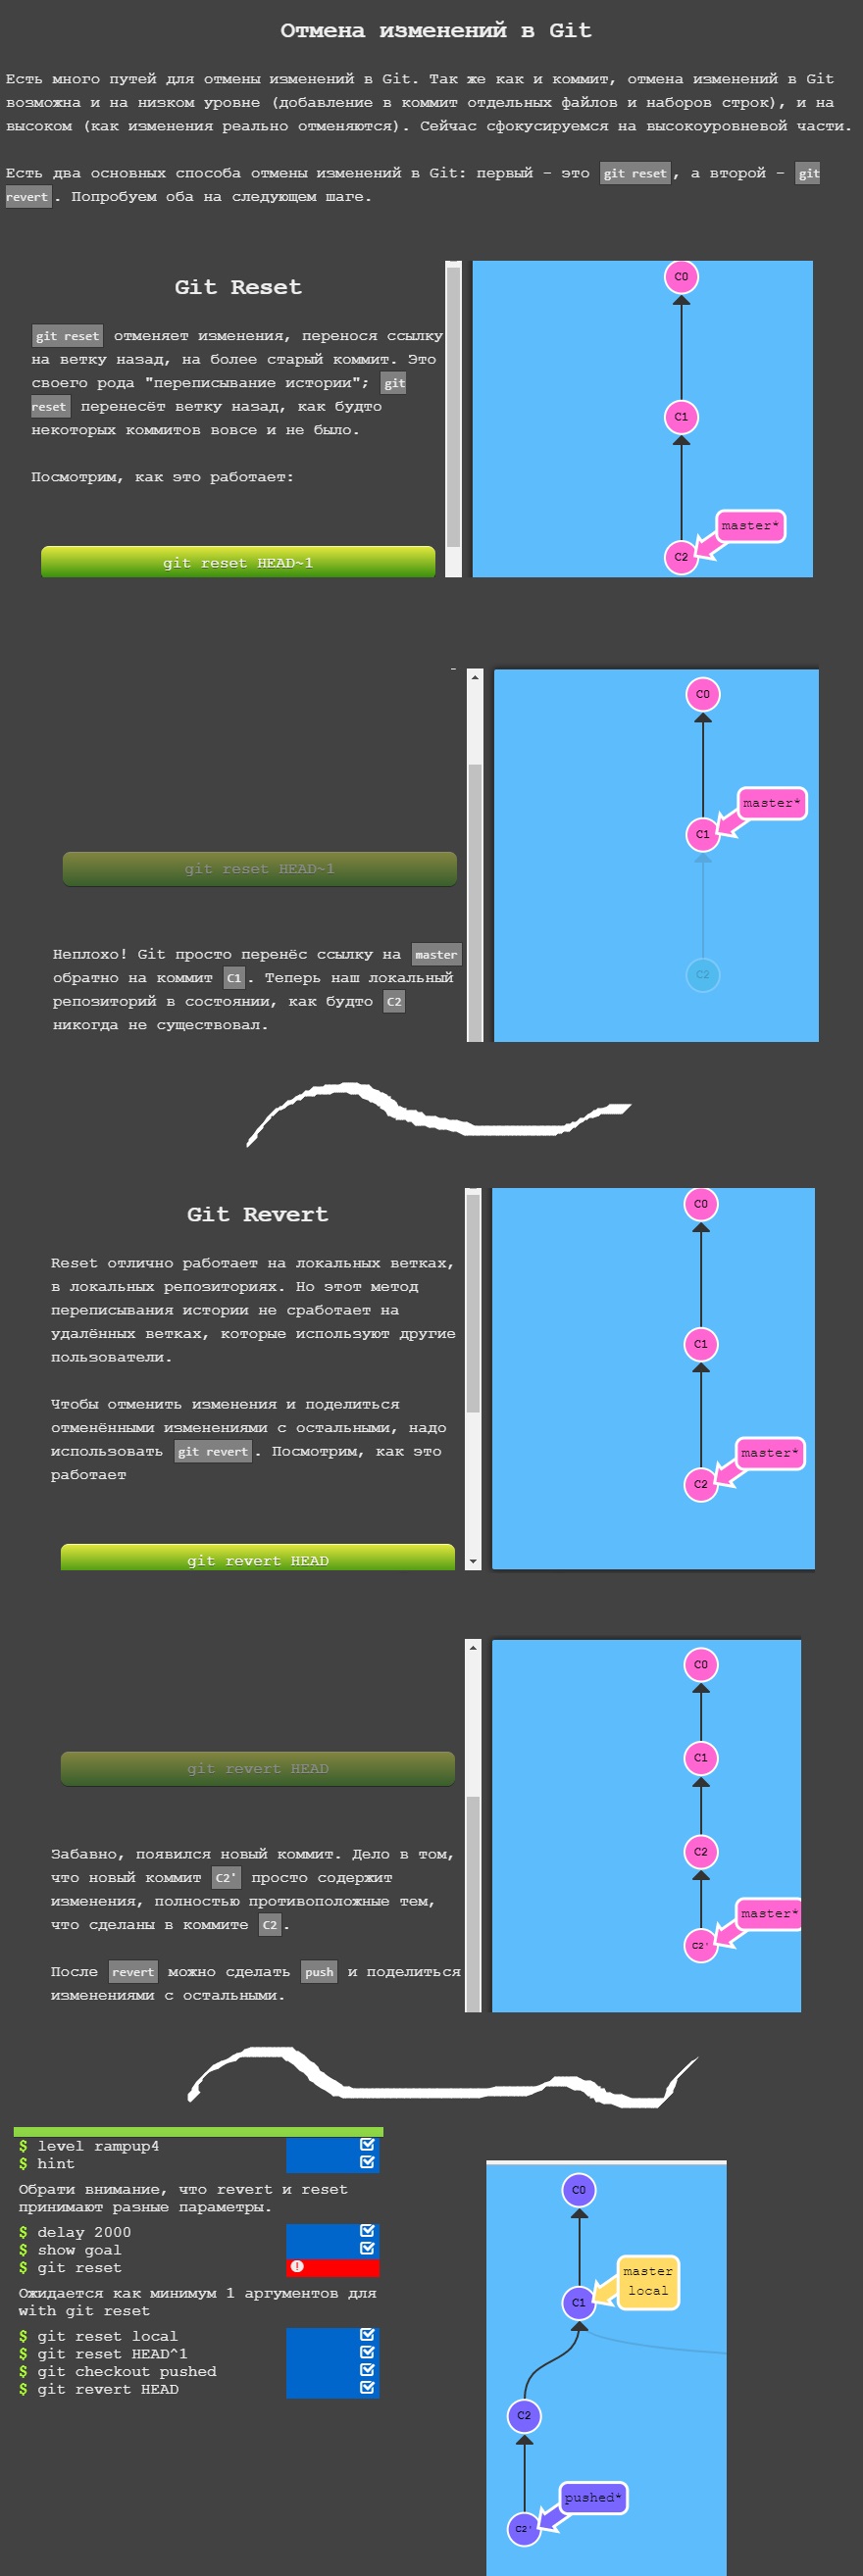 Отмена изменений в Git
Есть много путей для отмены изменений в Git. Так же как и коммит, отмена изменений в Git
возможна и на низком уровне (добавление в коммит отдельных файлов и наборов строк), и на
высоком (как изменения реально отменяются). Сейчас сфокусируемся на высокоуровневой части.
Есть два основных способа отмены изменений в Git: первый - это git reset, а второй - git
revert. Попробуем оба на следующем шаге.
Git Reset
git reset отменяет изменения, перенося ссылку
на ветку назад, на более старый коммит. Это
своего рода "переписывание истории"; git
reset перенесёт ветку назад, как будто
некоторых коммитов вовсе и не было.
Посмотрим, как это работает:
git reset HEAD~1
C0
C1
master*
C2
git reset HEAD~1
Неплохо! Git просто перенёс ссылку на master
обратно на коммит C1. Теперь наш локальный
репозиторий в состоянии, как будто C2
никогда не существовал.
C0
master*
C1
C2
Git Revert
Reset отлично работает на локальных ветках,
в локальных репозиториях. Но этот метод
переписывания истории не сработает на
удалённых ветках, которые используют другие
пользователи.
Чтобы отменить изменения и поделиться
отменёнными изменениями с остальными, надо
использовать git revert. Посмотрим, как это
работает
git revert HEAD
C0
C1
master*
C2
git revert HEAD
Забавно, появился новый коммит. Дело в том,
что новый коммит C2' просто содержит
изменения, полностью противоположные тем,
что сделаны в коммите C2.
После revert можно сделать push и поделиться
изменениями с остальными.
C0
C1
C2
master*
C2'
$ level rampup4
$ hint
Обрати внимание, что revert и reset
принимают разные параметры.
$ delay 2000
$ show goal
$ git reset
Ожидается как минимум 1 аргументов для
with git reset
$ git reset local
$ git reset HEAD^1
$ git checkout pushed
$ git revert HEAD
C0
master
local
C1
C2
pushed*
C2'